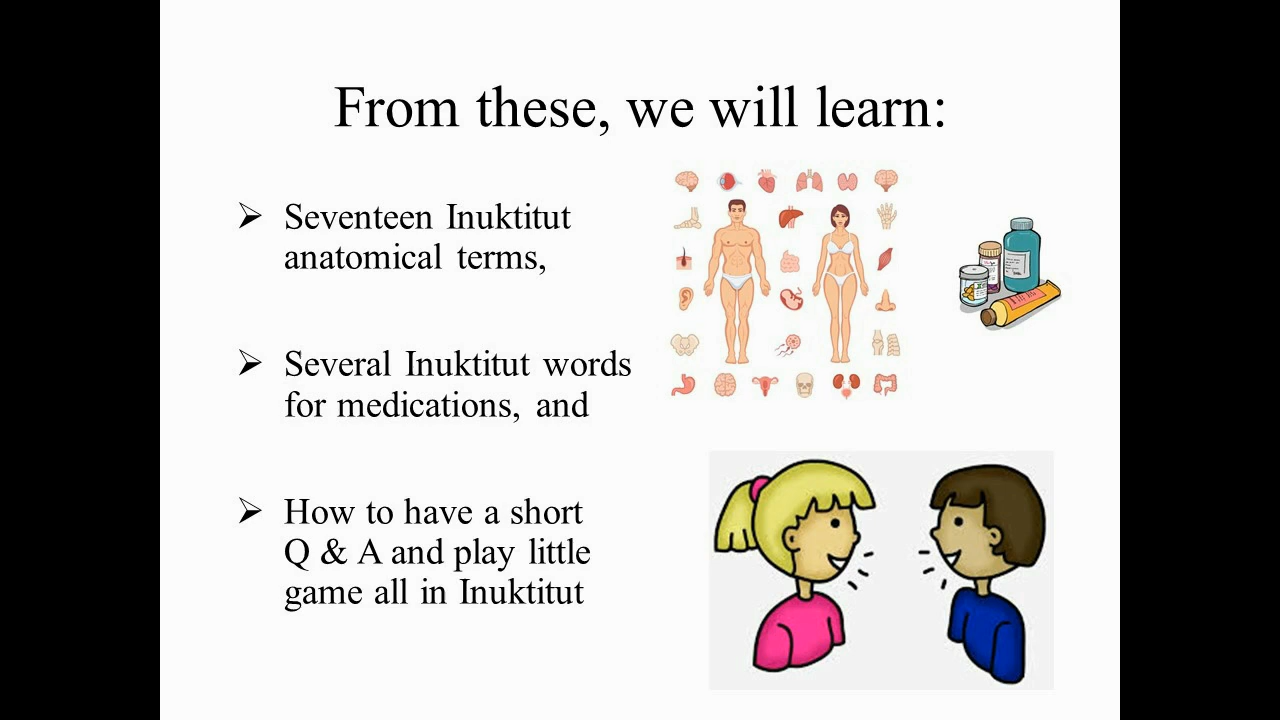 From these, we will learn:
➢ Seventeen Inuktitut
anatomical terms,
➢ Several Inuktitut words
for medications, and
➢ How to have a short
Q & A and play little
game all in Inuktitut